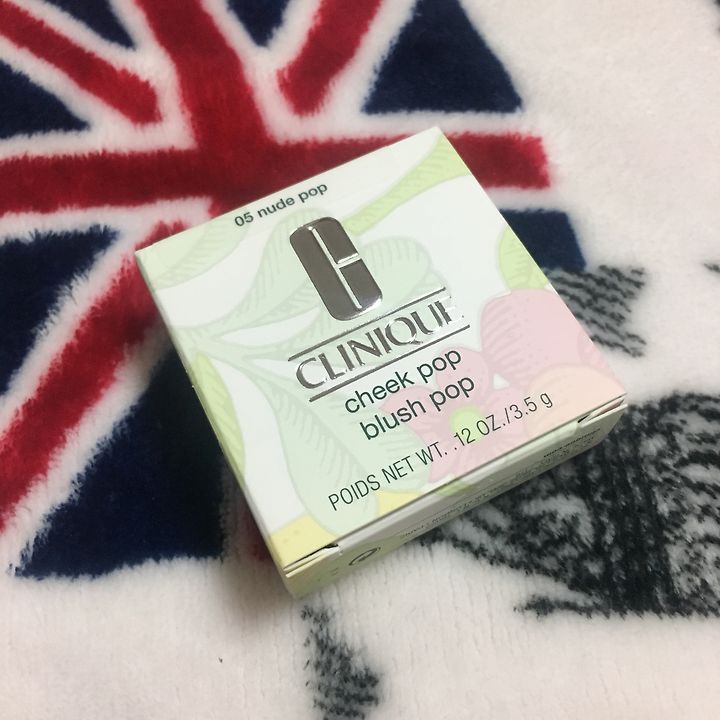 05 nude pop
CLINIQUE
cheek pop
blush pop
POIDS NET WT. .12 OZ./3.5 g